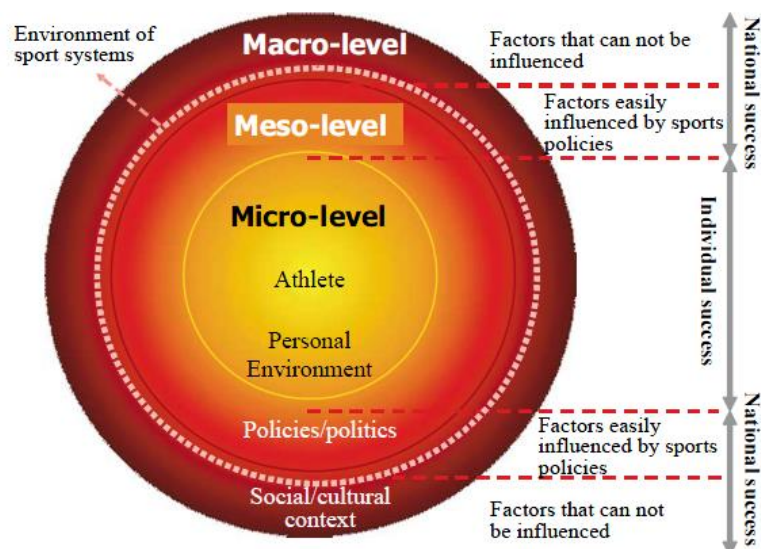 Environment of
sport systems
Macro-level
Factors that can not be
influenced
Meso-level
Factors easily
influenced by sports
policies
National success
Micro-level
Athlete
Personal
Environment
Individual success
Policies/politics
Factors easily
influenced by sports
policies
Social/cultural
context
Factors that can not
be influenced
National success